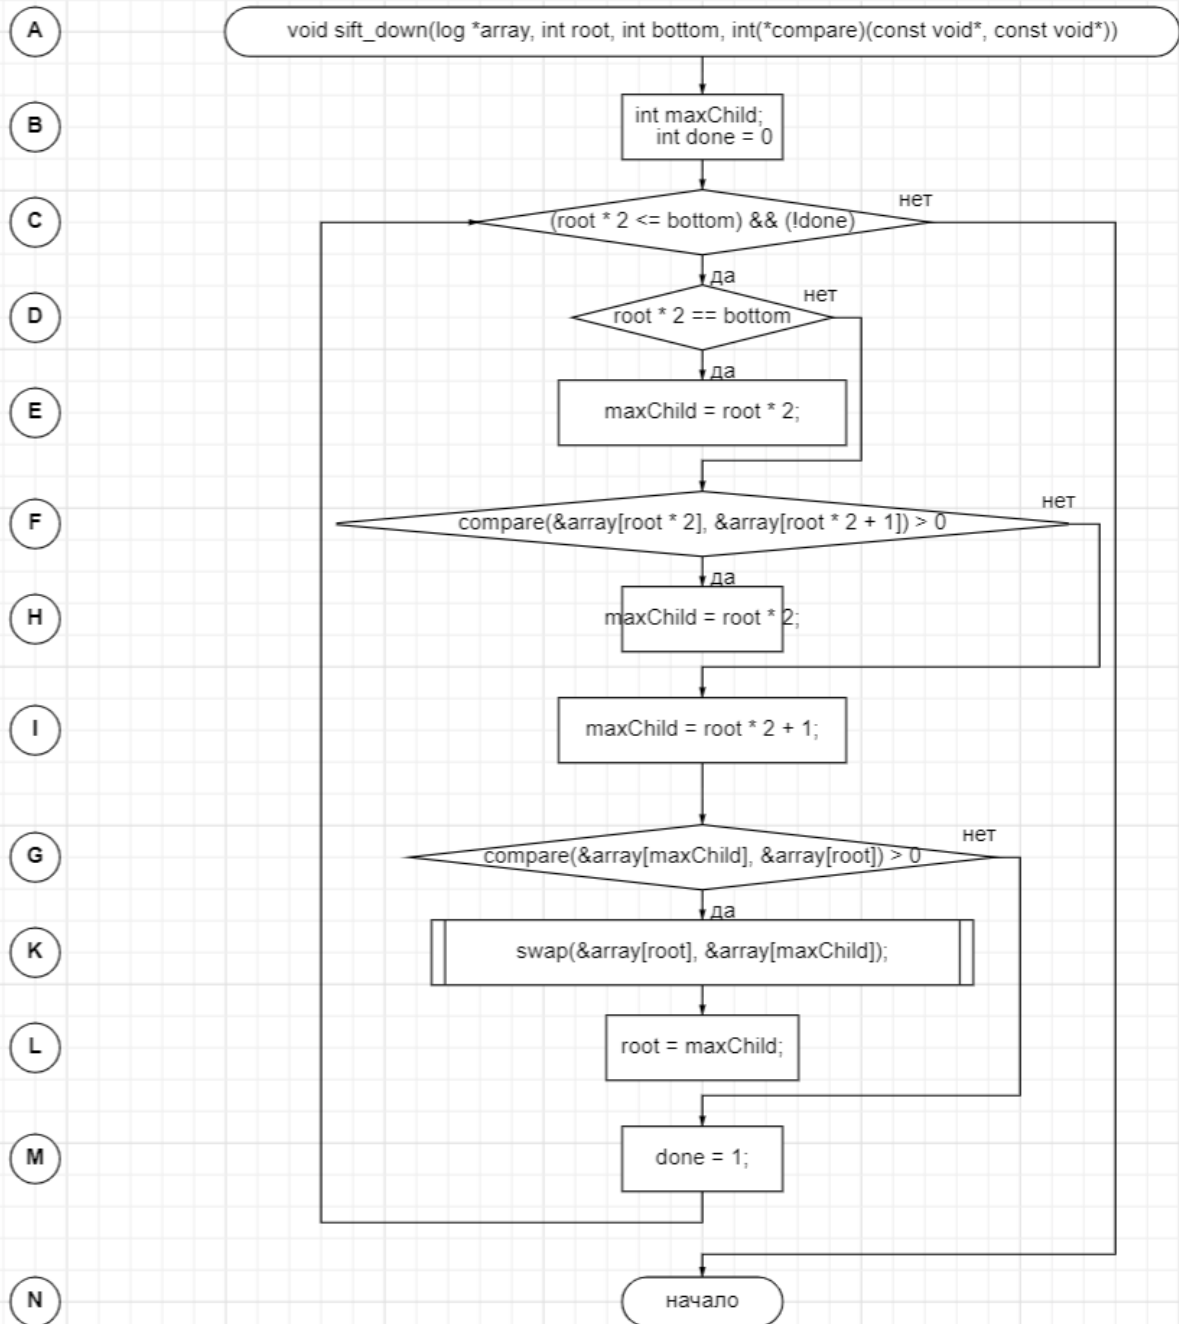 A
void sift_down(log *array, int root, int bottom, int(*compare)(const void*, const void*))
B
int maxChild;
int done = 0
C
(root * 2 <= bottom) && (!done)
нет
да
D
root * 2 == bottom
нет
да
E
maxChild = root * 2;
F
compare(&array[root * 2], &array[root * 2 + 1]) > 0
нет
да
H
maxChild = root * 2;
I
maxChild = root * 2 + 1;
G
compare(&array[maxChild], &array[root]) > 0
нет
да
K
swap(&array[root], &array[maxChild]);
L
root = maxChild;
M
done = 1;
N
начало